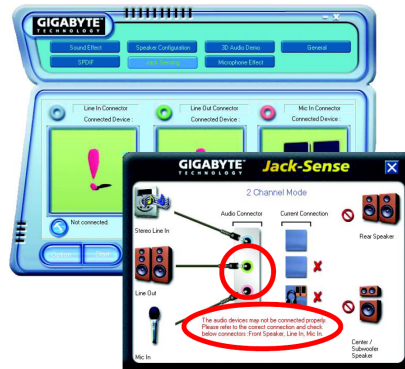 GIGABYTE™
TECHNOLOGY
Sound Effect
Speaker Configuration
3D Audio Demo
General
SPDIF
Jack Sensing
Microphone Effect
Line In Connector
Connected Device :
Line Out Connector
Connected Device :
Mic In Connector
Connected Device :
Not connected.
Option
Start
GIGABYTE™
TECHNOLOGY
Jack-Sense
2 Channel Mode
Audio Connector
Current Connection
Stereo Line In
Rear Speaker
Line Out
The audio devices may not be connected properly.
Please refer to the correct connection and check
below connectors :Front Speaker, Line In, Mic In
Mic In
Center /
Subwoofer
Speaker